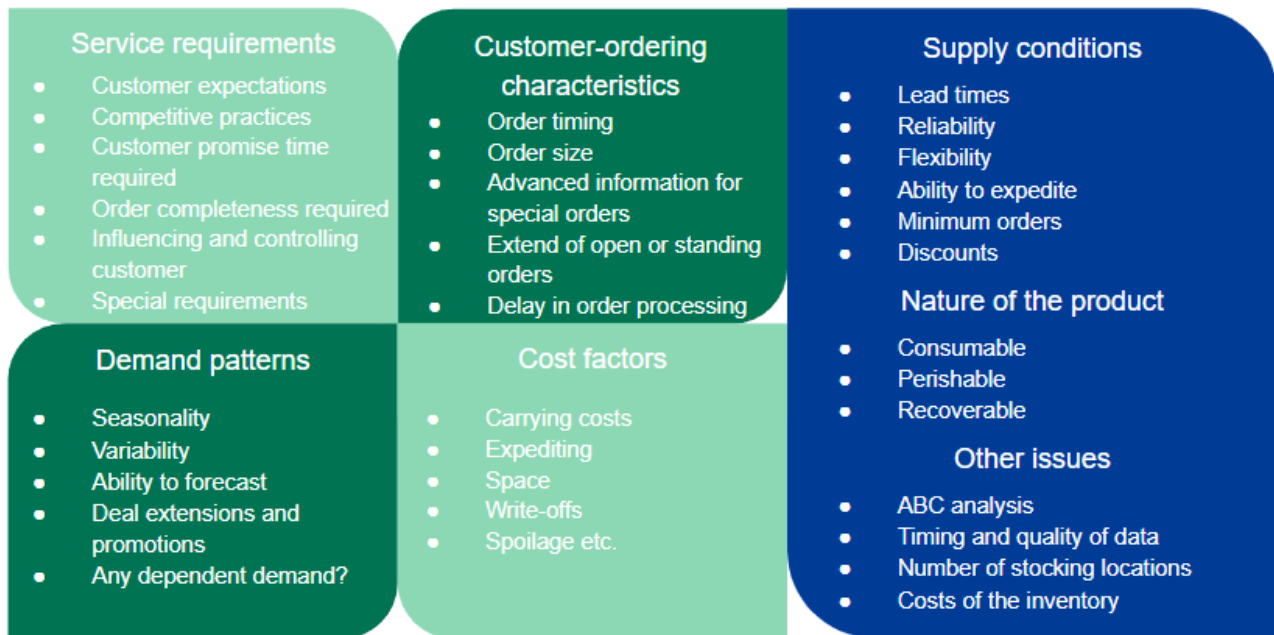 Service requirements
● Customer expectations
● Competitive practices
● Customer promise time
required
● Order completeness required
● Influencing and controlling
customer
● Special requirements
Customer-ordering
characteristics
● Order timing
● Order size
● Advanced information for
special orders
● Extend of open or standing
orders
● Delay in order processing
Supply conditions
● Lead times
● Reliability
● Flexibility
● Ability to expedite
● Minimum orders
● Discounts
Nature of the product
● Consumable
● Perishable
● Recoverable
Other issues
● ABC analysis
● Timing and quality of data
● Number of stocking locations
● Costs of the inventory
Demand patterns
● Seasonality
● Variability
● Ability to forecast
● Deal extensions and
promotions
● Any dependent demand?
Cost factors
● Carrying costs
● Expediting
● Space
● Write-offs
● Spoilage etc.